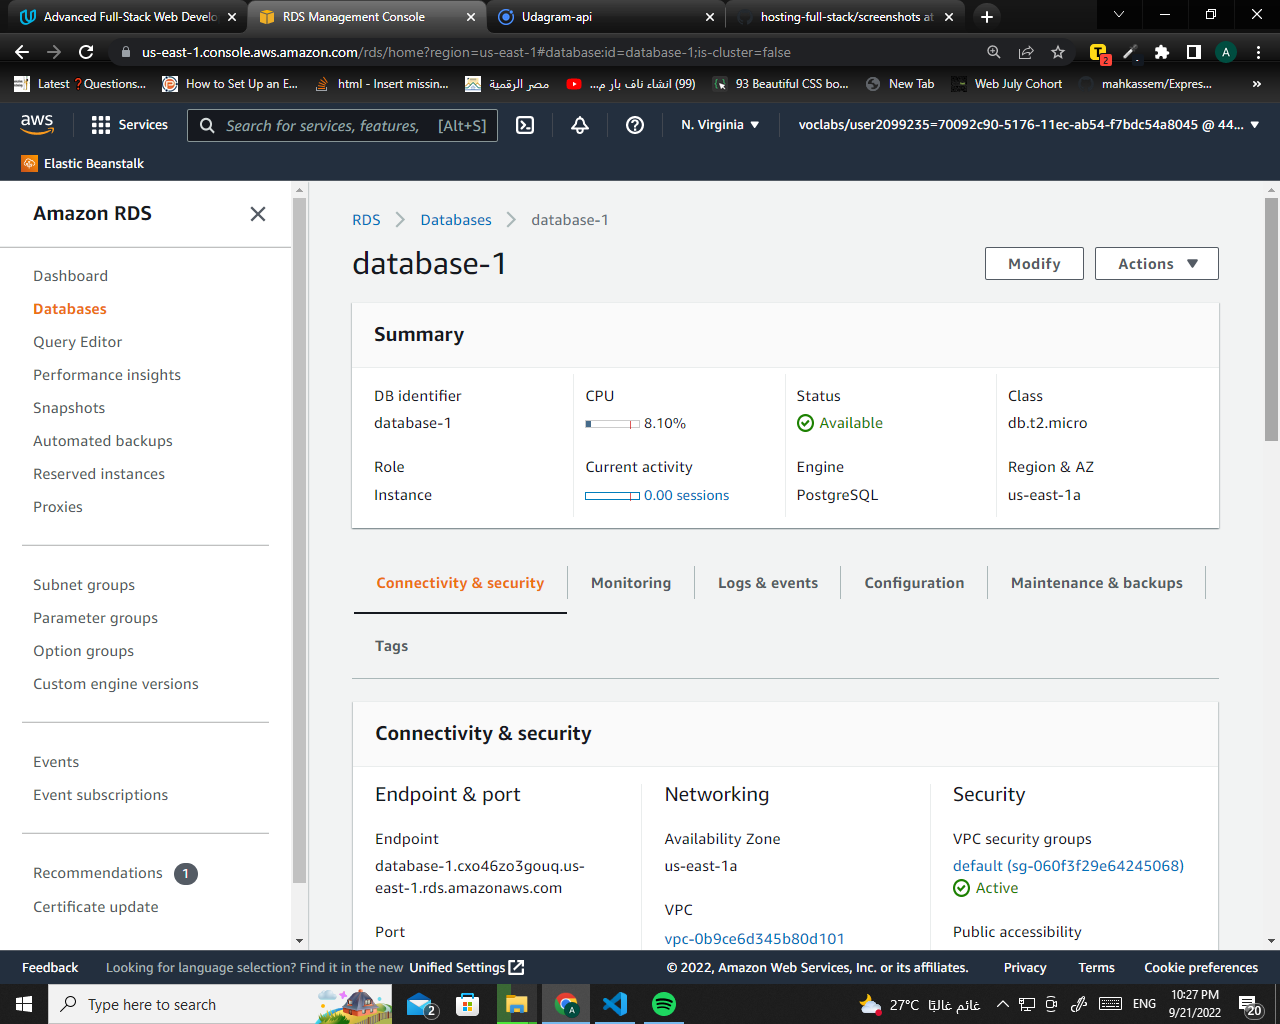 Advanced Full-Stack Web Develo
RDS Management Console
Udagram-api
hosting-full-stack/screenshots at
us-east-1.console.aws.amazon.com/rds/home?region=us-east-1#database:id=database-1;is-cluster=false
A
2
Latest ❓Questions...
How to Set Up an E...
html - Insert missin...
مصر الرقمية
(99) انشاء ناف بار م...
93 Beautiful CSS bo...
New Tab
Web July Cohort
mahkassem/Expres...
»
aws
Services
Search for services, features,
[Alt+S]
N. Virginia
voclabs/user2099235=70092c90-5176-11ec-ab54-f7bdc54a8045 @ 44...
Elastic Beanstalk
Amazon RDS
Dashboard
Databases
Query Editor
Performance insights
Snapshots
Automated backups
Reserved instances
Proxies
Subnet groups
Parameter groups
Option groups
Custom engine versions
Events
Event subscriptions
Recommendations 1
Certificate update
RDS > Databases > database-1
database-1
Modify
Actions
Summary
DB identifier
database-1
CPU
8.10%
Status
Available
Class
db.t2.micro
Role
Instance
Current activity
0.00 sessions
Engine
PostgreSQL
Region & AZ
us-east-1a
Connectivity & security
Monitoring
Logs & events
Configuration
Maintenance & backups
Tags
Connectivity & security
Endpoint & port
Endpoint
database-1.cxo46zo3gouq.us-
east-1.rds.amazonaws.com
Port
Networking
Availability Zone
us-east-1a
VPC
vpc-0b9ce6d345b80d101
Security
VPC security groups
default (sg-060f3f29e64245068)
Active
Public accessibility
Feedback
Looking for language selection? Find it in the new Unified Settings
© 2022, Amazon Web Services, Inc. or its affiliates.
Privacy
Terms
Cookie preferences
Type here to search
2
A
27°C غائم غالبًا
ENG
10:27 PM
9/21/2022
20